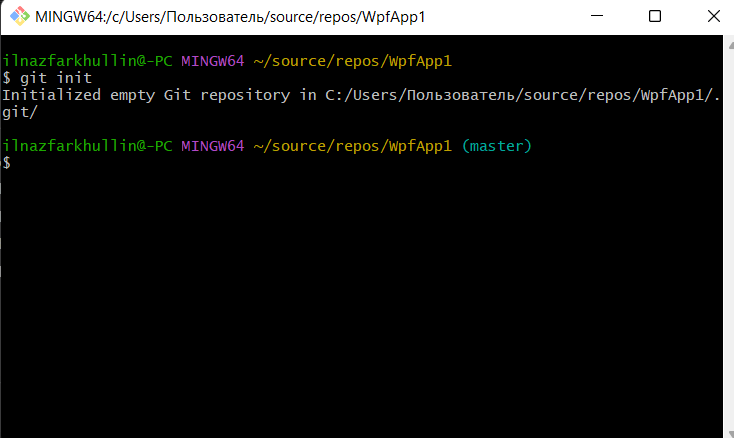 MINGW64:/c/Users/Пользователь/source/repos/WpfApp1
ilnazfarkhullin@-PC MINGW64 ~/source/repos/WpfApp1
$ git init
Initialized empty Git repository in C:/Users/Пользователь/source/repos/WpfApp1/.
git/
ilnazfarkhullin@-PC MINGW64 ~/source/repos/WpfApp1 (master)
$